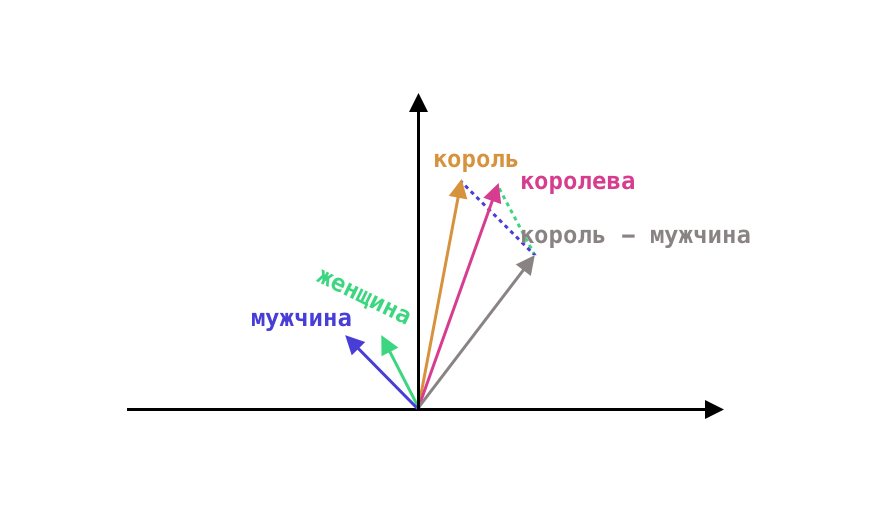 король
королева
король − мужчина
женщина
мужчина